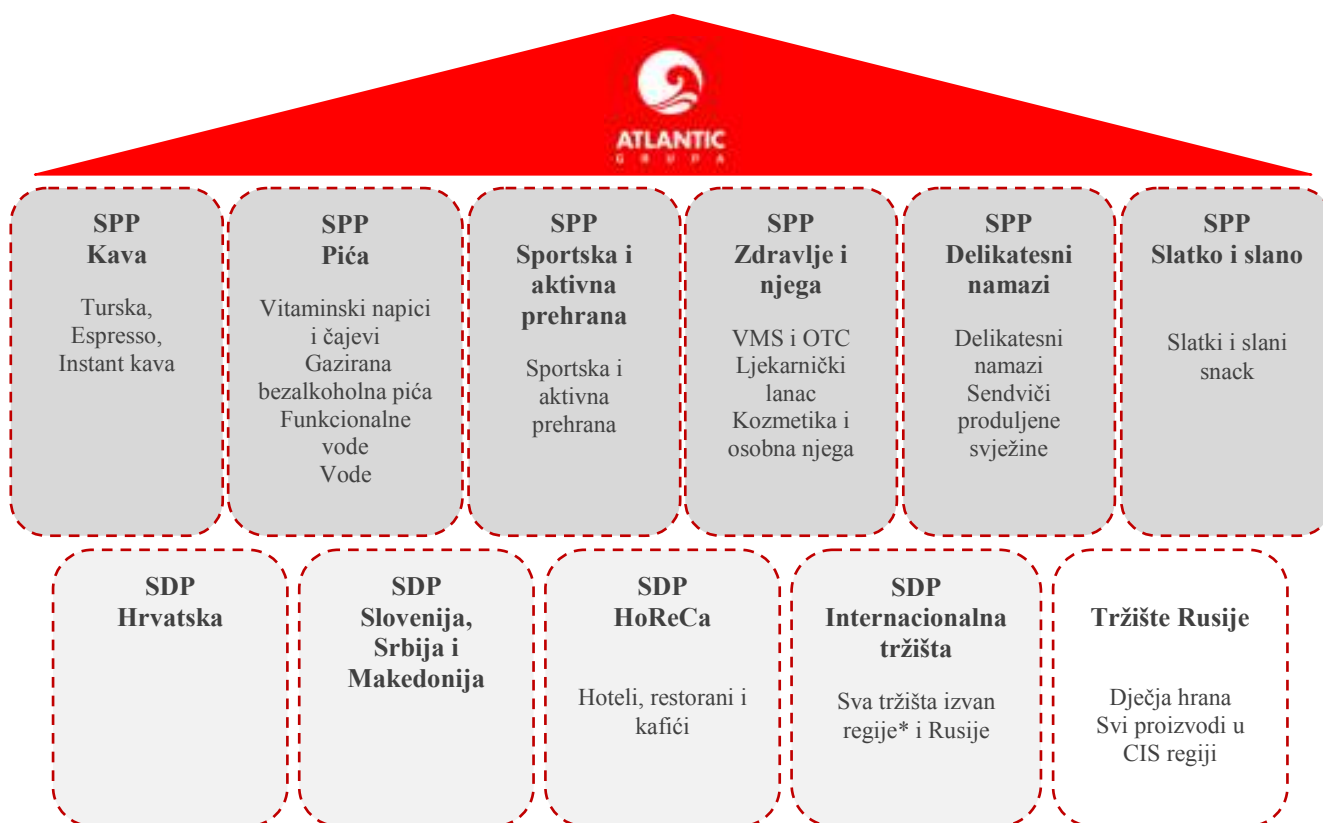 ATLANTIC
GRUPA
SPP
Kava
Turska,
Espresso,
Instant kava
SPP
Pića
Vitaminski napici
i čajevi
Gazirana
bezalkoholna pića
Funkcionalne
vode
Vode
SPP
Sportska i
aktivna
prehrana
Sportska i
aktivna
prehrana
SPP
Zdravlje i
njega
VMS i OTC
Ljekarnički
lanac
Kozmetika i
osobna njega
SPP
Delikatesni
namazi
Delikatesni
namazi
Sendviči
produljene
svježine
SPP
Slatko i slano
Slatki i slani
snack
SDP
Hrvatska
SDP
Slovenija,
Srbija i
Makedonija
SDP
HoReCa
Hoteli, restorani i
kafići
SDP
Internacionalna
tržišta
Sva tržišta izvan
regije* i Rusije
Tržište Rusije
Dječja hrana
Svi proizvodi u
CIS regiji